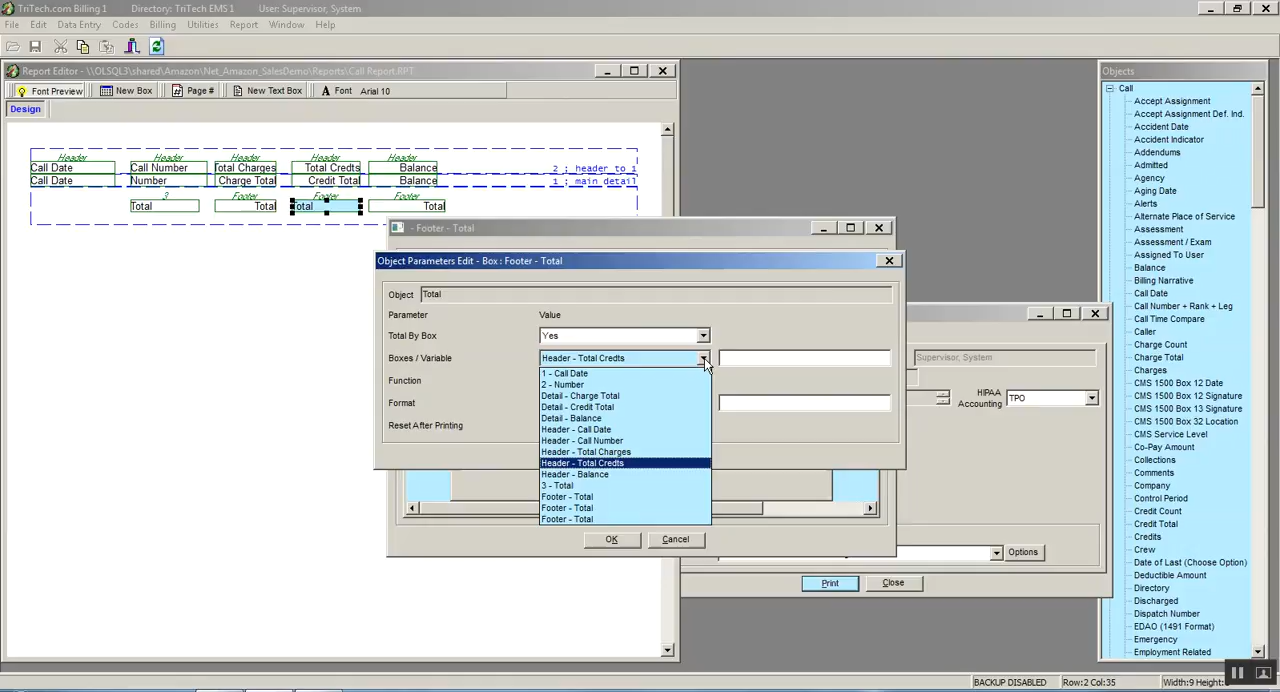 TriTech.com Billing 1 Directory: TriTech EMS 1 User: Supervisor, System
File Edit Data Entry Codes Billing Utilities Report Window Help
Report Editor - \\OLSQL3\shared\Amazon\Net_Amazon_SalesDemo\Reports\Call Report.RPT
Font Preview New Box Page # New Text Box A Font Arial 10
Design
Header Header Header Header Header
Call Date Call Number Total Charges Total Credts Balance 2 : header to 1
Call Date Number Charge Total Credit Total Balance 1 : main detail
3 Footer Footer Footer
Total Total Total Total
- Footer - Total
Object Parameters Edit - Box : Footer - Total
Object Total
Parameter Value
Total By Box Yes
Boxes / Variable Header - Total Credts
Function
Format
Reset After Printing
1 - Call Date
2 - Number
Detail - Charge Total
Detail - Credit Total
Detail - Balance
Header - Call Date
Header - Call Number
Header - Total Charges
Header - Total Credts
Header - Balance
3 - Total
Footer - Total
Footer - Total
Footer - Total
OK Cancel
Supervisor, System
HIPAA
Accounting TPO
Options
Print Close
Objects
Call
Accept Assignment
Accept Assignment Def. Ind.
Accident Date
Accident Indicator
Addendums
Admitted
Agency
Aging Date
Alerts
Alternate Place of Service
Assessment
Assessment / Exam
Assigned To User
Balance
Billing Narrative
Call Date
Call Number + Rank + Leg
Call Time Compare
Caller
Charge Count
Charge Total
Charges
CMS 1500 Box 12 Date
CMS 1500 Box 12 Signature
CMS 1500 Box 13 Signature
CMS 1500 Box 32 Location
CMS Service Level
Co-Pay Amount
Collections
Comments
Company
Control Period
Credit Count
Credit Total
Credits
Crew
Date of Last (Choose Option)
Deductible Amount
Directory
Discharged
Dispatch Number
EDAO (1491 Format)
Emergency
Employment Related
BACKUP DISABLED Row:2 Col:35 Width:9 Height: